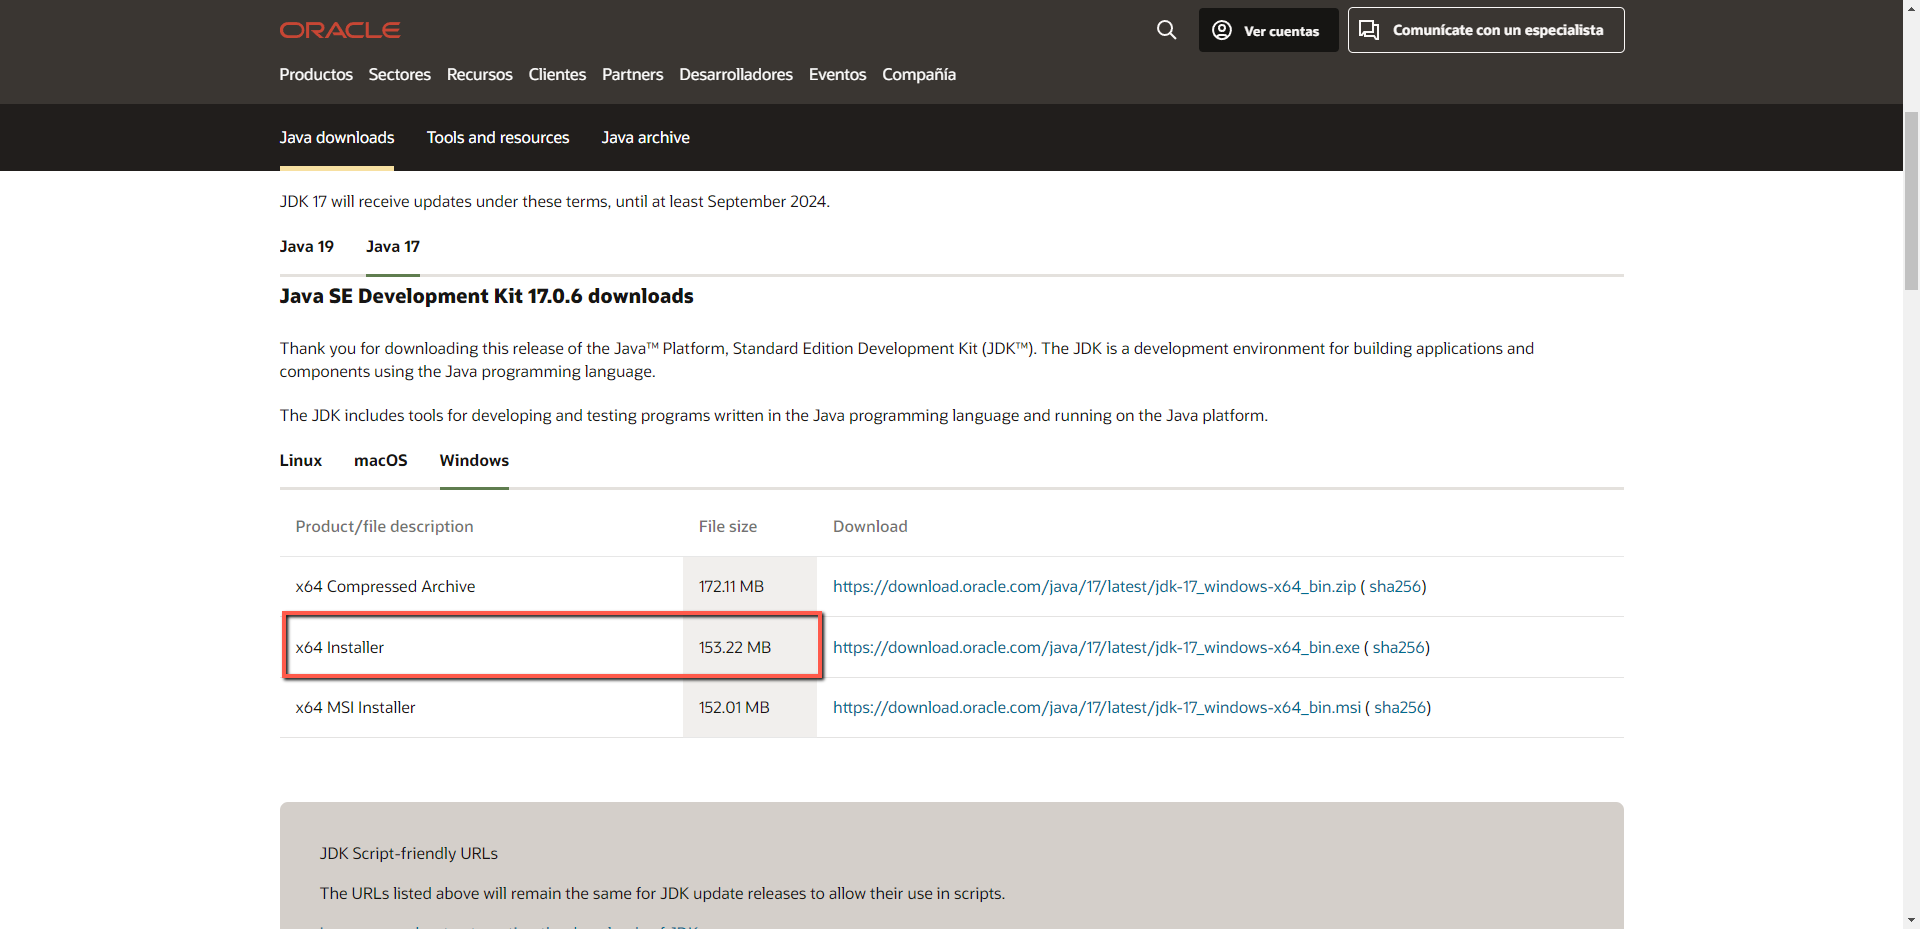 ORACLE
Ver cuentas
Comunícate con un especialista
Productos Sectores Recursos Clientes Partners Desarrolladores Eventos Compañía
Java downloads Tools and resources Java archive
JDK 17 will receive updates under these terms, until at least September 2024.
Java 19 Java 17
Java SE Development Kit 17.0.6 downloads
Thank you for downloading this release of the Java™ Platform, Standard Edition Development Kit (JDK™). The JDK is a development environment for building applications and
components using the Java programming language.
The JDK includes tools for developing and testing programs written in the Java programming language and running on the Java platform.
Linux macOS Windows
Product/file description File size Download
x64 Compressed Archive 172.11 MB https://download.oracle.com/java/17/latest/jdk-17_windows-x64_bin.zip ( sha256)
x64 Installer 153.22 MB https://download.oracle.com/java/17/latest/jdk-17_windows-x64_bin.exe ( sha256)
x64 MSI Installer 152.01 MB https://download.oracle.com/java/17/latest/jdk-17_windows-x64_bin.msi ( sha256)
JDK Script-friendly URLs
The URLs listed above will remain the same for JDK update releases to allow their use in scripts.